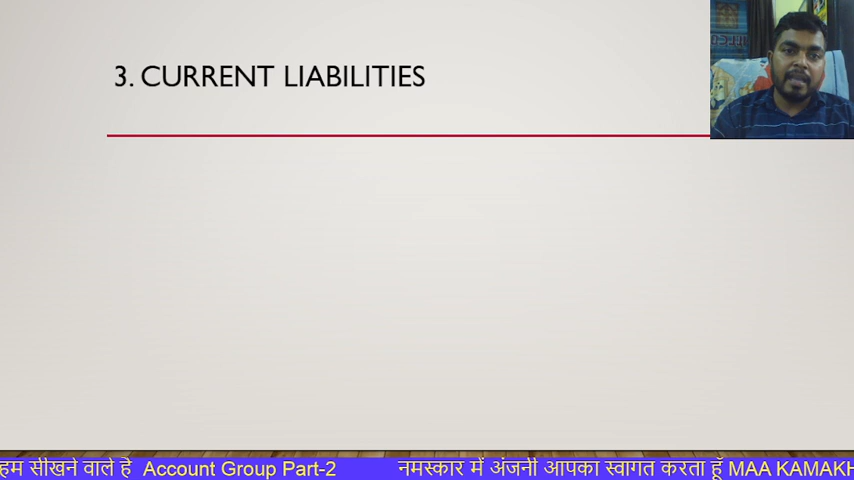 3. CURRENT LIABILITIES
हम सीखने वाले है Account Group Part-2 नमस्कार में अंजनी आपका स्वागत करता हूँ MAA KAMAKH